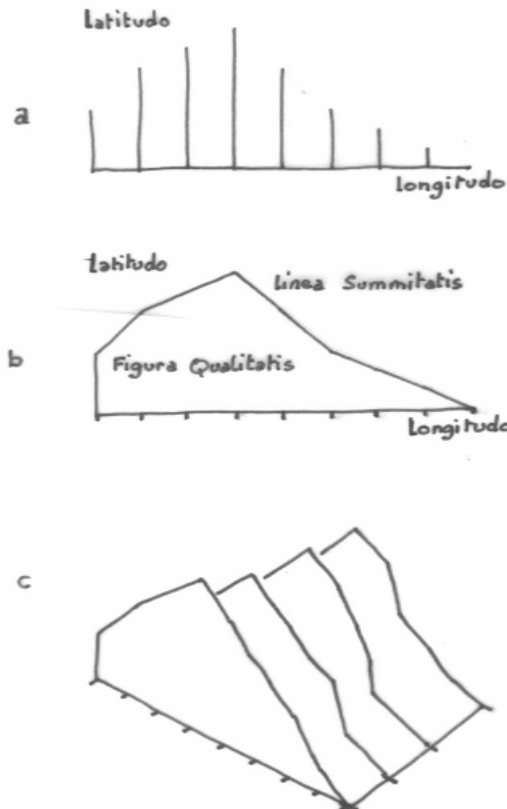 Latitudo
a
longitudo
latitudo
linea Summitatis
b
Figura Qualitatis
longitudo
c